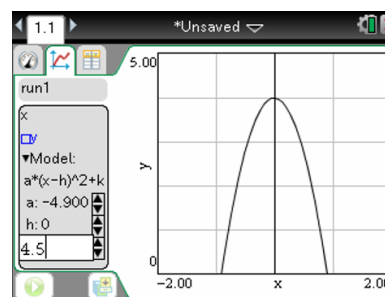 1.1
*Unsaved
run1
x
y
▼Model:
a*(x-h)^2+k
a: -4.900
h: 0
4.5
5.00
y
0
-2.00
x
2.00